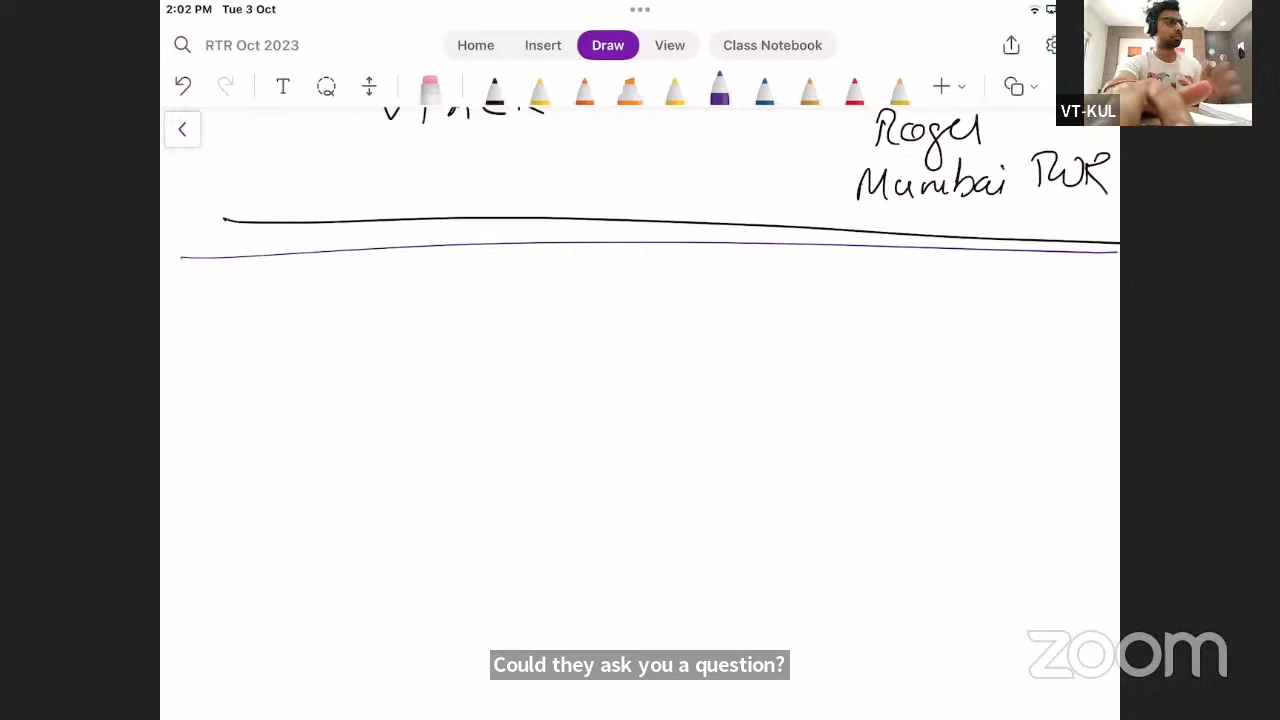 2:02 PM Tue 3 Oct
RTR Oct 2023
Home Insert Draw View Class Notebook
T
VT-KUL
Roger
Mumbai TWR
Could they ask you a question?
zoom